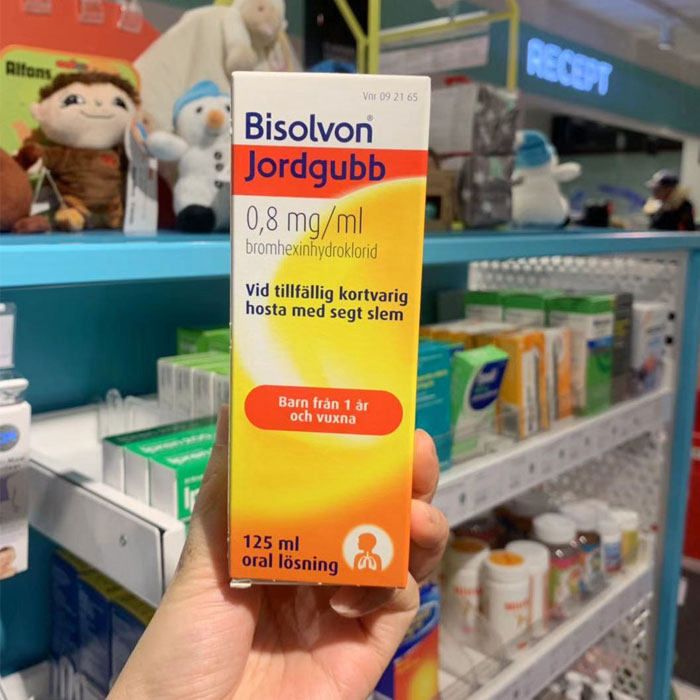 Alfons
RECEPT
Vnr 09 21 65
Bisolvon®
Jordgubb
0,8 mg/ml
bromhexinhydroklorid
Vid tillfällig kortvarig
hosta med segt slem
Barn från 1 år
och vuxna
125 ml
oral lösning